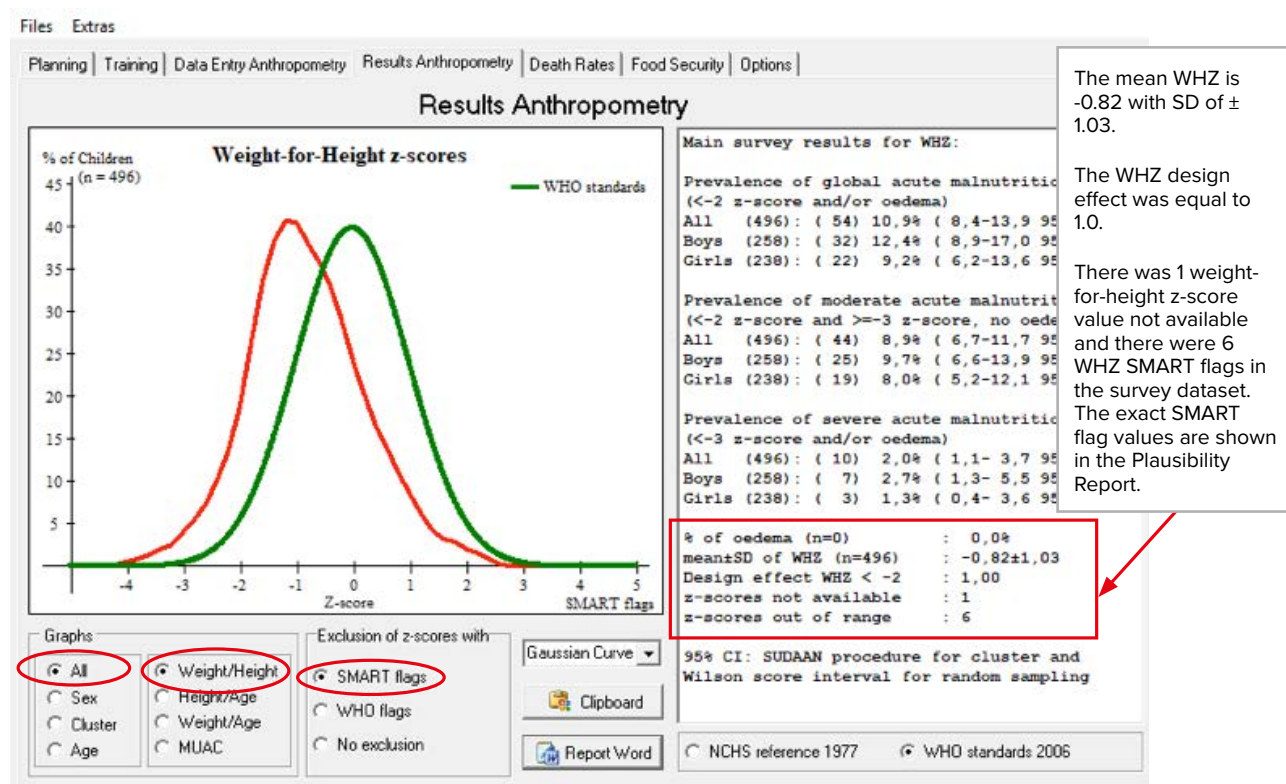 Files Extras
Planning Training Data Entry Anthropometry Results Anthropometry Death Rates Food Security Options
Results Anthropometry
% of Children
(n = 496)
Weight-for-Height z-scores
WHO standards
45
40
35
30
25
20
15
10
5
-4 -3 -2 -1 0 1 2 3 4 5
Z-score
SMART flags
Main survey results for WHZ:
Prevalence of global acute malnutritio
(<-2 z-score and/or oedema)
All (496): ( 54) 10,9% ( 8,4-13,9 95
Boys (258): ( 32) 12,4% ( 8,9-17,0 95
Girls (238): ( 22) 9,2% ( 6,2-13,6 95
Prevalence of moderate acute malnutrit
(<-2 z-score and >=-3 z-score, no oede
All (496): ( 44) 8,9% ( 6,7-11,7 95
Boys (258): ( 25) 9,7% ( 6,6-13,9 95
Girls (238): ( 19) 8,0% ( 5,2-12,1 95
Prevalence of severe acute malnutritio
(<-3 z-score and/or oedema)
All (496): ( 10) 2,0% ( 1,1- 3,7 95
Boys (258): ( 7) 2,7% ( 1,3- 5,5 95
Girls (238): ( 3) 1,3% ( 0,4- 3,6 95
% of oedema (n=0) : 0,0%
mean±SD of WHZ (n=496) : -0,82±1,03
Design effect WHZ < -2 : 1,00
z-scores not available : 1
z-scores out of range : 6
95% CI: SUDAAN procedure for cluster and
Wilson score interval for random sampling
The mean WHZ is
-0.82 with SD of ±
1.03.
The WHZ design
effect was equal to
1.0.
There was 1 weight-
for-height z-score
value not available
and there were 6
WHZ SMART flags in
the survey dataset.
The exact SMART
flag values are shown
in the Plausibility
Report.
Graphs
All
Sex
Cluster
Age
Weight/Height
Height/Age
Weight/Age
MUAC
Exclusion of z-scores with
SMART flags
WHO flags
No exclusion
Gaussian Curve
Clipboard
Report Word
NCHS reference 1977
WHO standards 2006